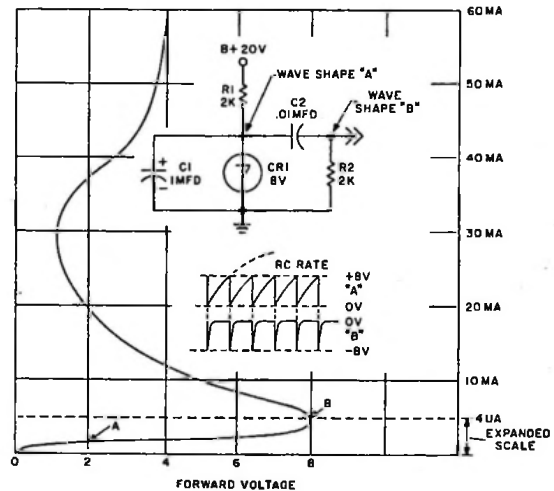 60 MA
50 MA
40 MA
30 MA
20 MA
10 MA
4 UA
EXPANDED
SCALE
B+ 20V
R1
2K
WAVE SHAPE "A"
C2
.01MFD
WAVE
SHAPE "B"
+
C1
1MFD
-
CR1
8V
R2
2K
RC RATE
+8V
"A"
0V
0V
"B"
-8V
A
B
0
2
4
6
8
FORWARD VOLTAGE